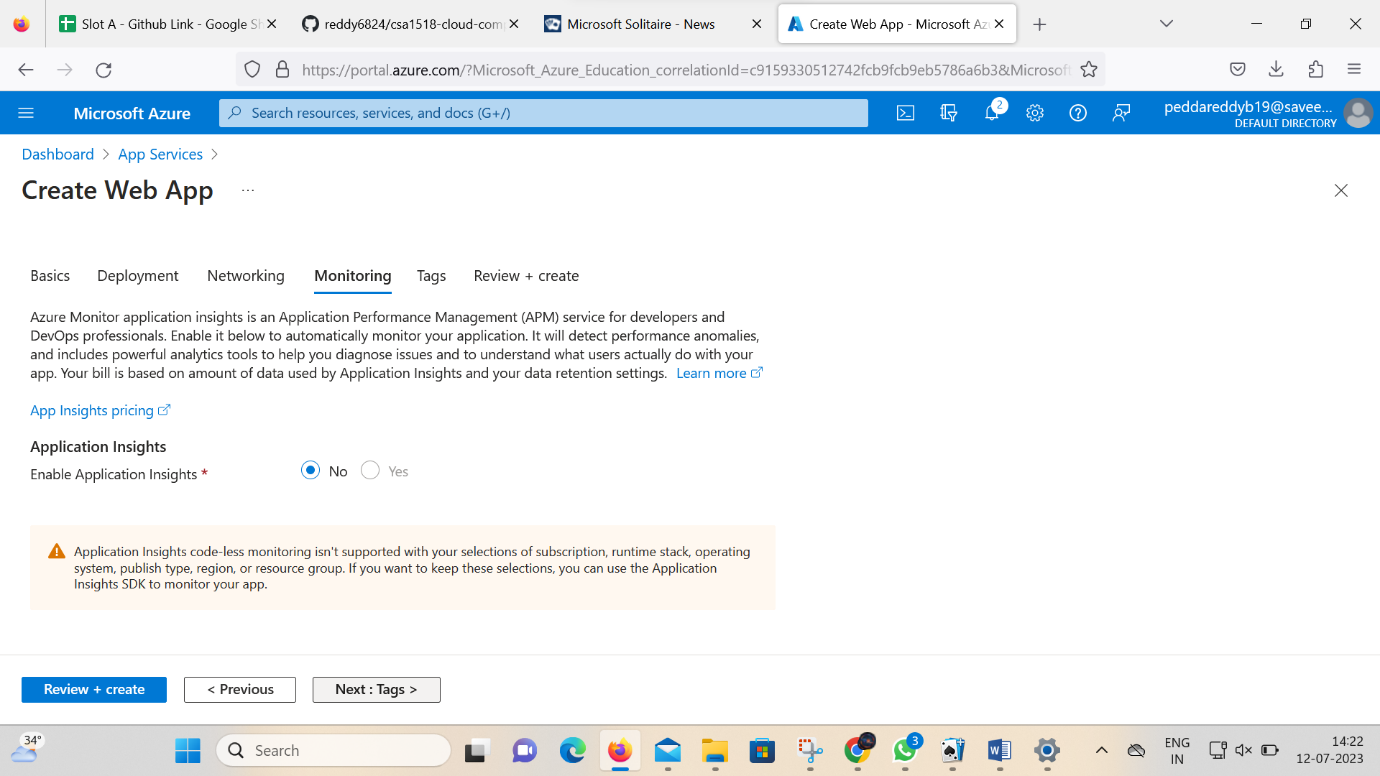 Slot A - Github Link - Google Sh
reddy6824/csa1518-cloud-com
Microsoft Solitaire - News
Create Web App - Microsoft Az
https://portal.azure.com/?Microsoft_Azure_Education_correlationId=c9159330512742fcb9fcb9eb5786a6b3&Microsoft
Microsoft Azure
Search resources, services, and docs (G+/)
2
peddareddyb19@savee...
DEFAULT DIRECTORY
Dashboard > App Services >
Create Web App ...
Basics Deployment Networking Monitoring Tags Review + create
Azure Monitor application insights is an Application Performance Management (APM) service for developers and
DevOps professionals. Enable it below to automatically monitor your application. It will detect performance anomalies,
and includes powerful analytics tools to help you diagnose issues and to understand what users actually do with your
app. Your bill is based on amount of data used by Application Insights and your data retention settings. Learn more
App Insights pricing
Application Insights
Enable Application Insights *
No Yes
Application Insights code-less monitoring isn't supported with your selections of subscription, runtime stack, operating
system, publish type, region, or resource group. If you want to keep these selections, you can use the Application
Insights SDK to monitor your app.
Review + create
< Previous
Next : Tags >
34°
Search
3
ENG
IN
14:22
12-07-2023